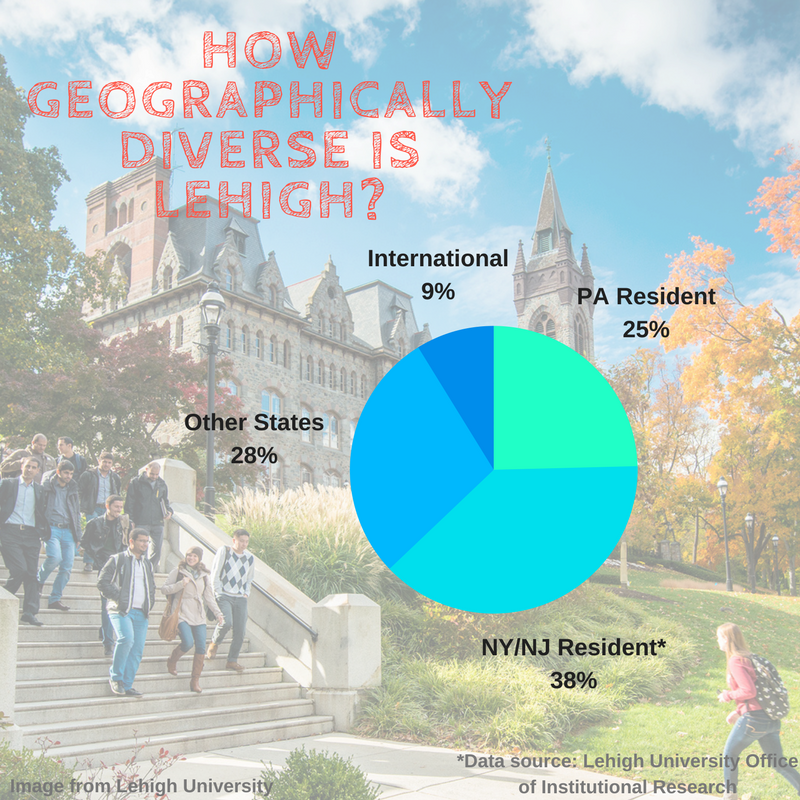 HOW
GEOGRAPHICALLY
DIVERSE IS
LEHIGH?
International
9%
PA Resident
25%
Other States
28%
NY/NJ Resident*
38%
*Data source: Lehigh University Office
of Institutional Research
Image from Lehigh University